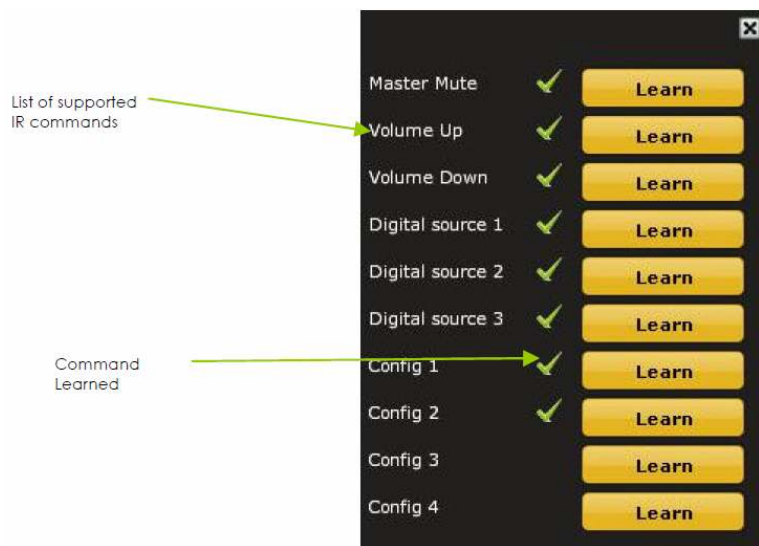 List of supported
IR commands
Command
Learned
Master Mute Learn
Volume Up Learn
Volume Down Learn
Digital source 1 Learn
Digital source 2 Learn
Digital source 3 Learn
Config 1 Learn
Config 2 Learn
Config 3 Learn
Config 4 Learn